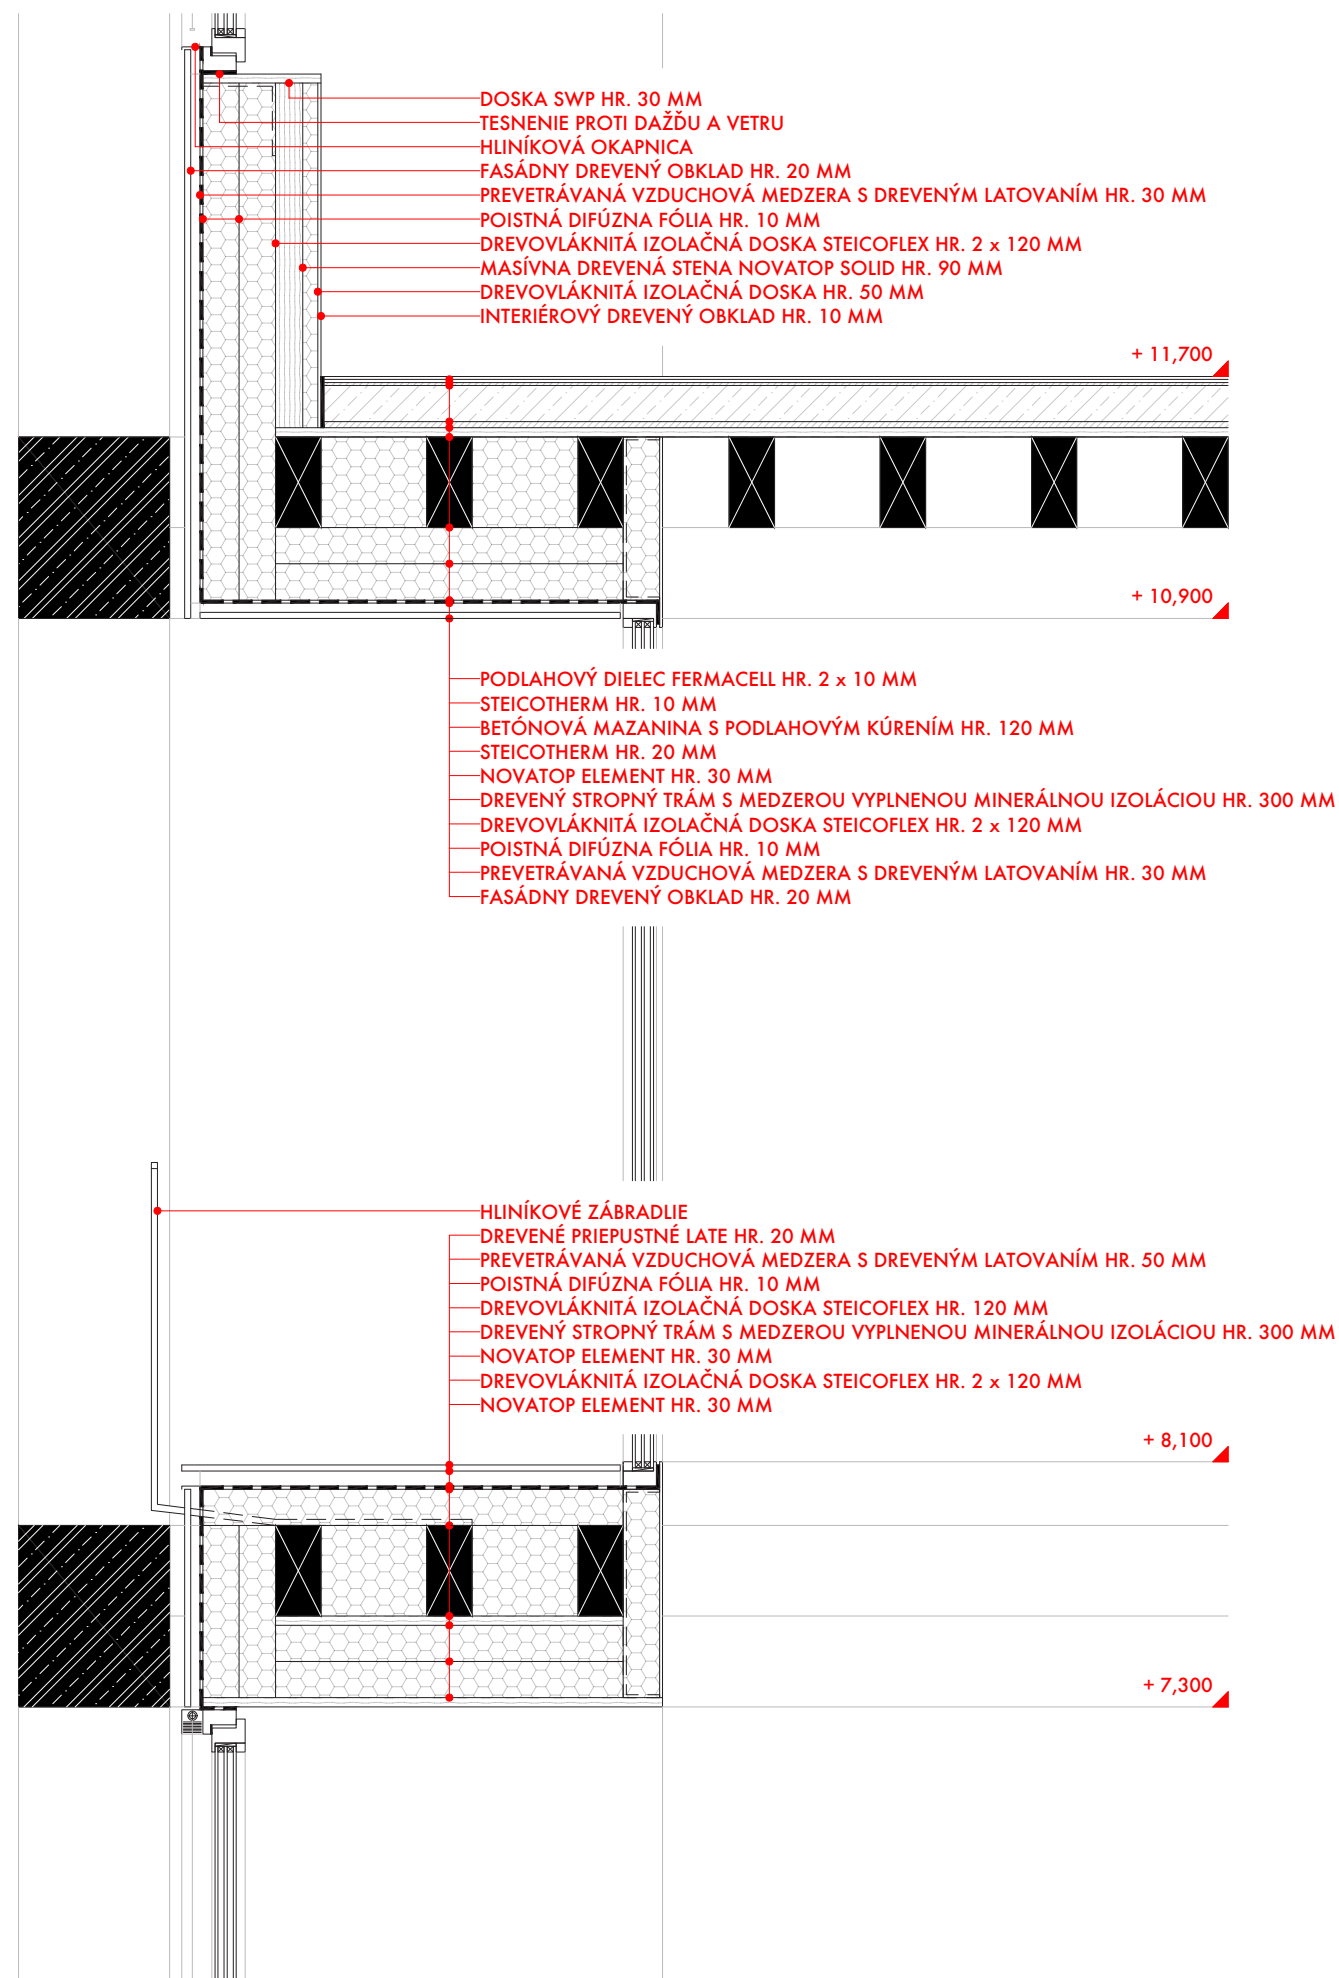 DOSKA SWP HR. 30 MM
TESNENIE PROTI DAŽĎU A VETRU
HLINÍKOVÁ OKAPNICA
FASÁDNY DREVENÝ OBKLAD HR. 20 MM
PREVETRÁVANÁ VZDUCHOVÁ MEDZERA S DREVENÝM LATOVANÍM HR. 30 MM
POISTNÁ DIFÚZNA FÓLIA HR. 10 MM
DREVOVLÁKNITÁ IZOLAČNÁ DOSKA STEICOFLEX HR. 2 x 120 MM
MASÍVNA DREVENÁ STENA NOVATOP SOLID HR. 90 MM
DREVOVLÁKNITÁ IZOLAČNÁ DOSKA HR. 50 MM
INTERIÉROVÝ DREVENÝ OBKLAD HR. 10 MM
+ 11,700
+ 10,900
PODLAHOVÝ DIELEC FERMACELL HR. 2 x 10 MM
STEICOTHERM HR. 10 MM
BETÓNOVÁ MAZANINA S PODLAHOVÝM KÚRENÍM HR. 120 MM
STEICOTHERM HR. 20 MM
NOVATOP ELEMENT HR. 30 MM
DREVENÝ STROPNÝ TRÁM S MEDZEROU VYPLNENOU MINERÁLNOU IZOLÁCIOU HR. 300 MM
DREVOVLÁKNITÁ IZOLAČNÁ DOSKA STEICOFLEX HR. 2 x 120 MM
POISTNÁ DIFÚZNA FÓLIA HR. 10 MM
PREVETRÁVANÁ VZDUCHOVÁ MEDZERA S DREVENÝM LATOVANÍM HR. 30 MM
FASÁDNY DREVENÝ OBKLAD HR. 20 MM
HLINÍKOVÉ ZÁBRADLIE
DREVENÉ PRIEPUSTNÉ LATE HR. 20 MM
PREVETRÁVANÁ VZDUCHOVÁ MEDZERA S DREVENÝM LATOVANÍM HR. 50 MM
POISTNÁ DIFÚZNA FÓLIA HR. 10 MM
DREVOVLÁKNITÁ IZOLAČNÁ DOSKA STEICOFLEX HR. 120 MM
DREVENÝ STROPNÝ TRÁM S MEDZEROU VYPLNENOU MINERÁLNOU IZOLÁCIOU HR. 300 MM
NOVATOP ELEMENT HR. 30 MM
DREVOVLÁKNITÁ IZOLAČNÁ DOSKA STEICOFLEX HR. 2 x 120 MM
NOVATOP ELEMENT HR. 30 MM
+ 8,100
+ 7,300